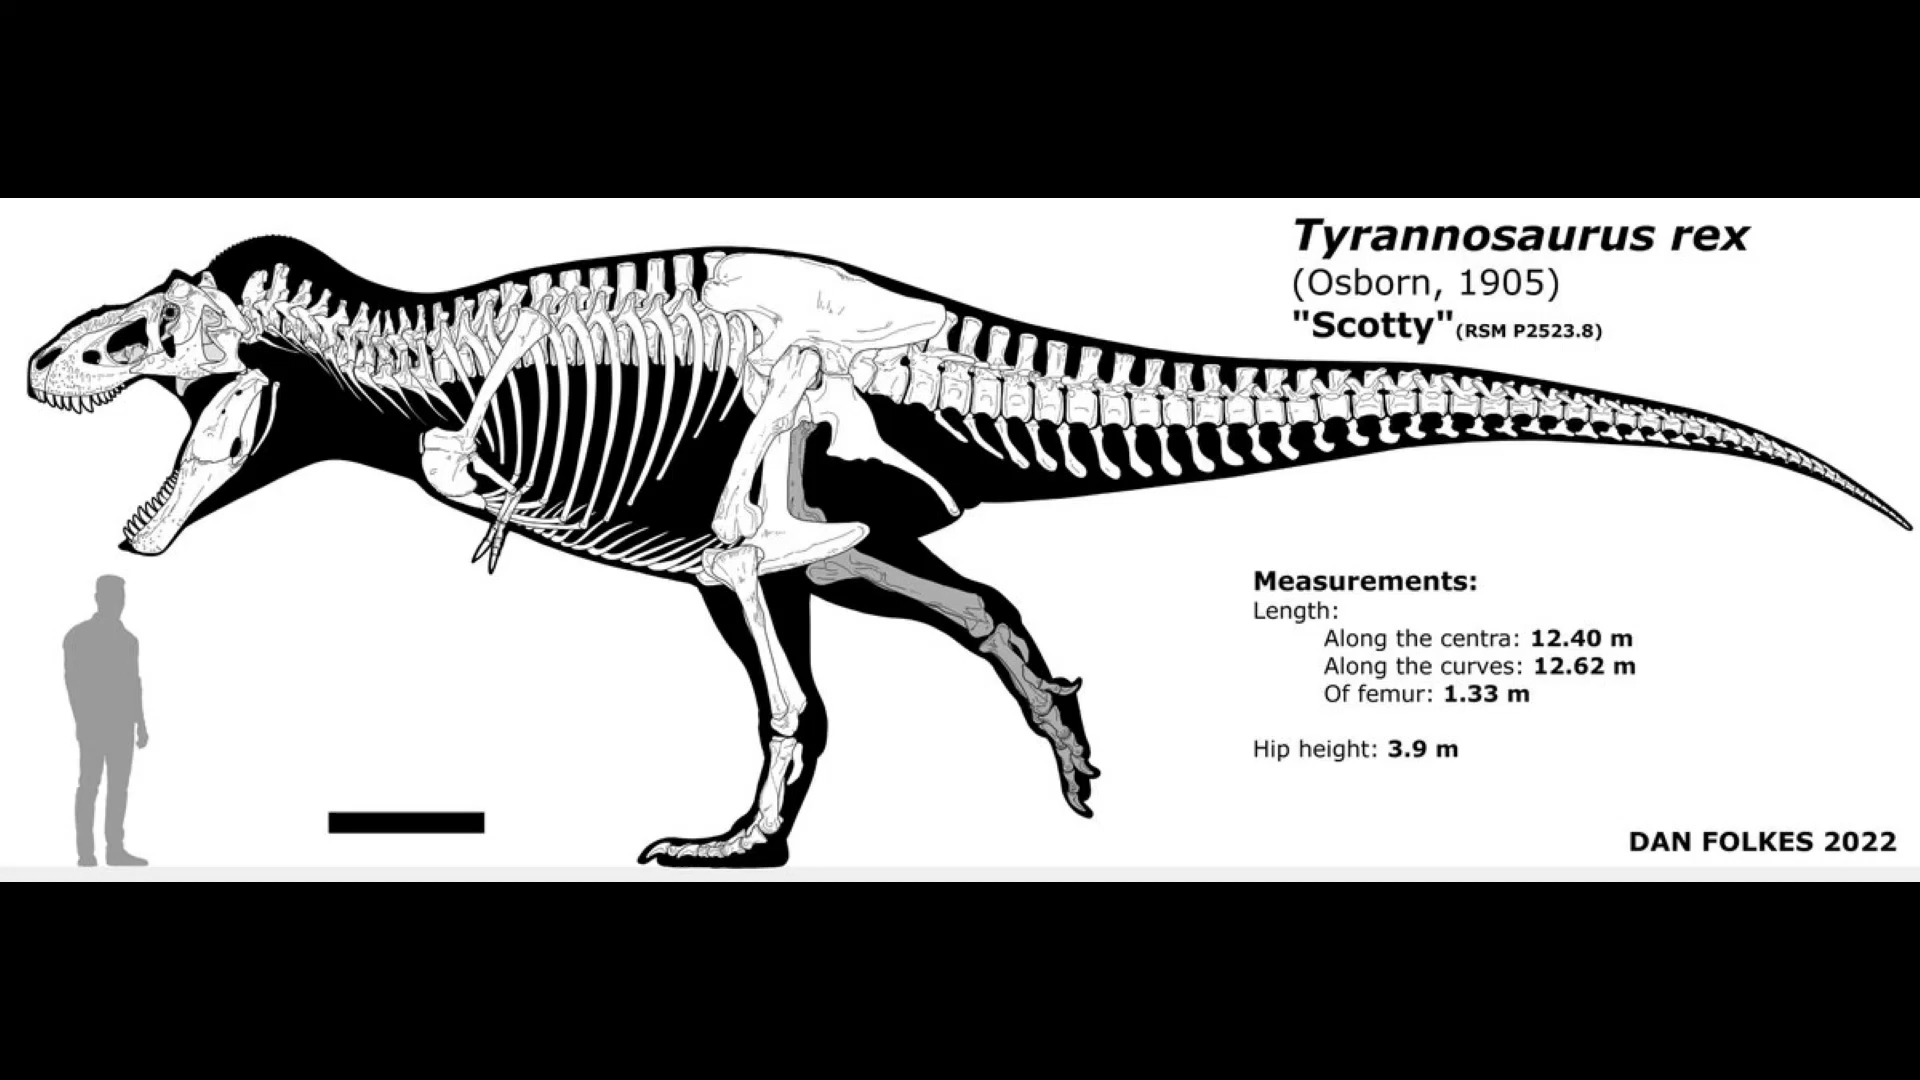 Tyrannosaurus rex
(Osborn, 1905)
"Scotty"(RSM P2523.8)
Measurements:
Length:
Along the centra: 12.40 m
Along the curves: 12.62 m
Of femur: 1.33 m
Hip height: 3.9 m
DAN FOLKES 2022